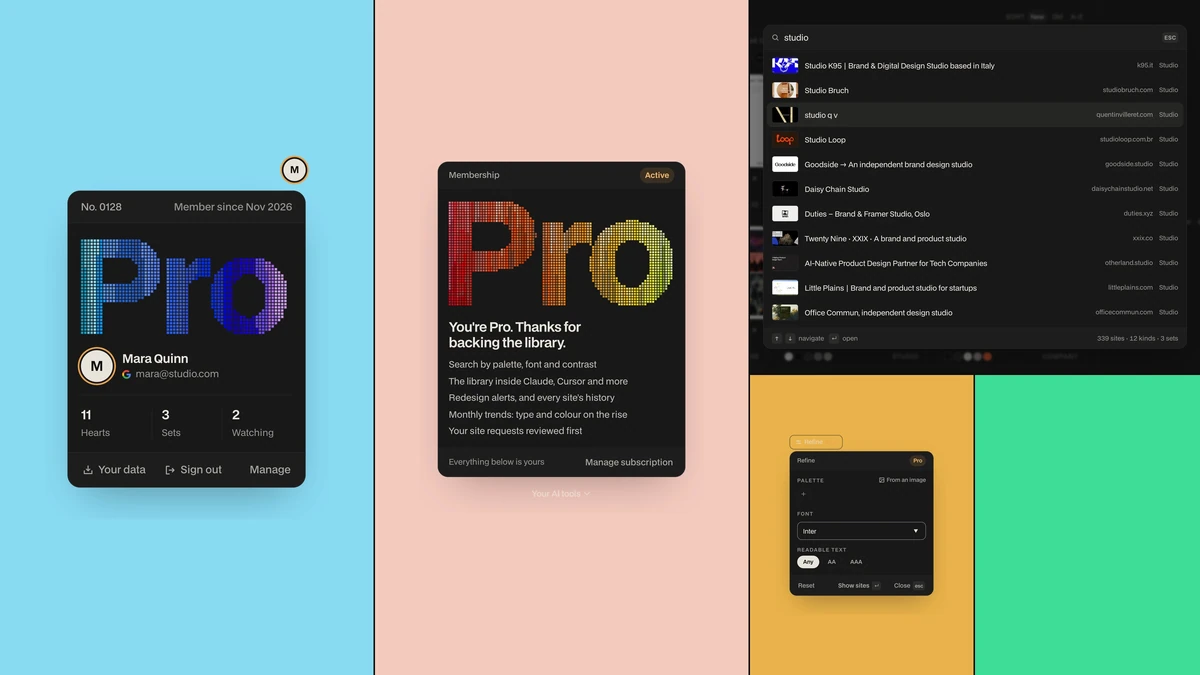 M
No. 0128
Member since Nov 2026
Pro
M
Mara Quinn
mara@studio.com
11
Hearts
3
Sets
2
Watching
Your data
Sign out
Manage
Membership
Active
Pro
You're Pro. Thanks for
backing the library.
Search by palette, font and contrast
The library inside Claude, Cursor and more
Redesign alerts, and every site's history
Monthly trends: type and colour on the rise
Your site requests reviewed first
Everything below is yours
Manage subscription
Your AI tools
studio
ESC
Studio K95 | Brand & Digital Design Studio based in Italy
k95.it Studio
Studio Bruch
studiobruch.com Studio
studio q v
quentinvilleret.com Studio
Loop
Studio Loop
studioloop.com.br Studio
Goodside
Goodside → An independent brand design studio
goodside.studio Studio
Daisy Chain Studio
daisychainstudio.net Studio
Duties – Brand & Framer Studio, Oslo
duties.xyz Studio
Twenty Nine · XXIX · A brand and product studio
xxix.co Studio
AI-Native Product Design Partner for Tech Companies
otherland.studio Studio
Little Plains | Brand and product studio for startups
littleplains.com Studio
Office Commun, independent design studio
officecommun.com Studio
navigate
open
339 sites · 12 kinds · 3 sets
Refine
Refine
Pro
PALETTE
From an image
+
FONT
Inter
READABLE TEXT
Any
AA
AAA
Reset
Show sites
Close esc